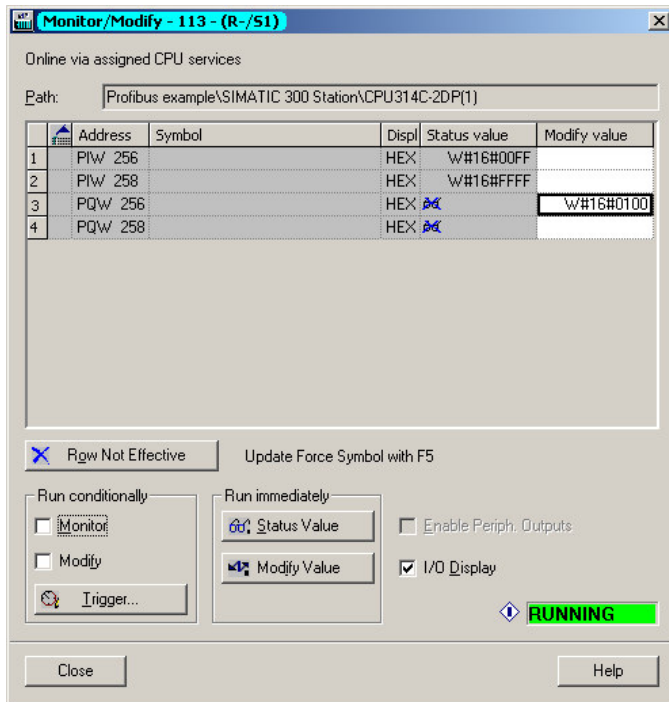 Monitor/Modify - 113 - (R-/S1)
Online via assigned CPU services
Path: Profibus example\SIMATIC 300 Station\CPU314C-2DP(1)
Address Symbol Displ Status value Modify value
1 PIW 256 HEX W#16#00FF
2 PIW 258 HEX W#16#FFFF
3 PQW 256 HEX W#16#0100
4 PQW 258 HEX
Row Not Effective Update Force Symbol with F5
Run conditionally Run immediately
Monitor Status Value Enable Periph. Outputs
Modify Modify Value I/O Display
Trigger...
RUNNING
Close Help